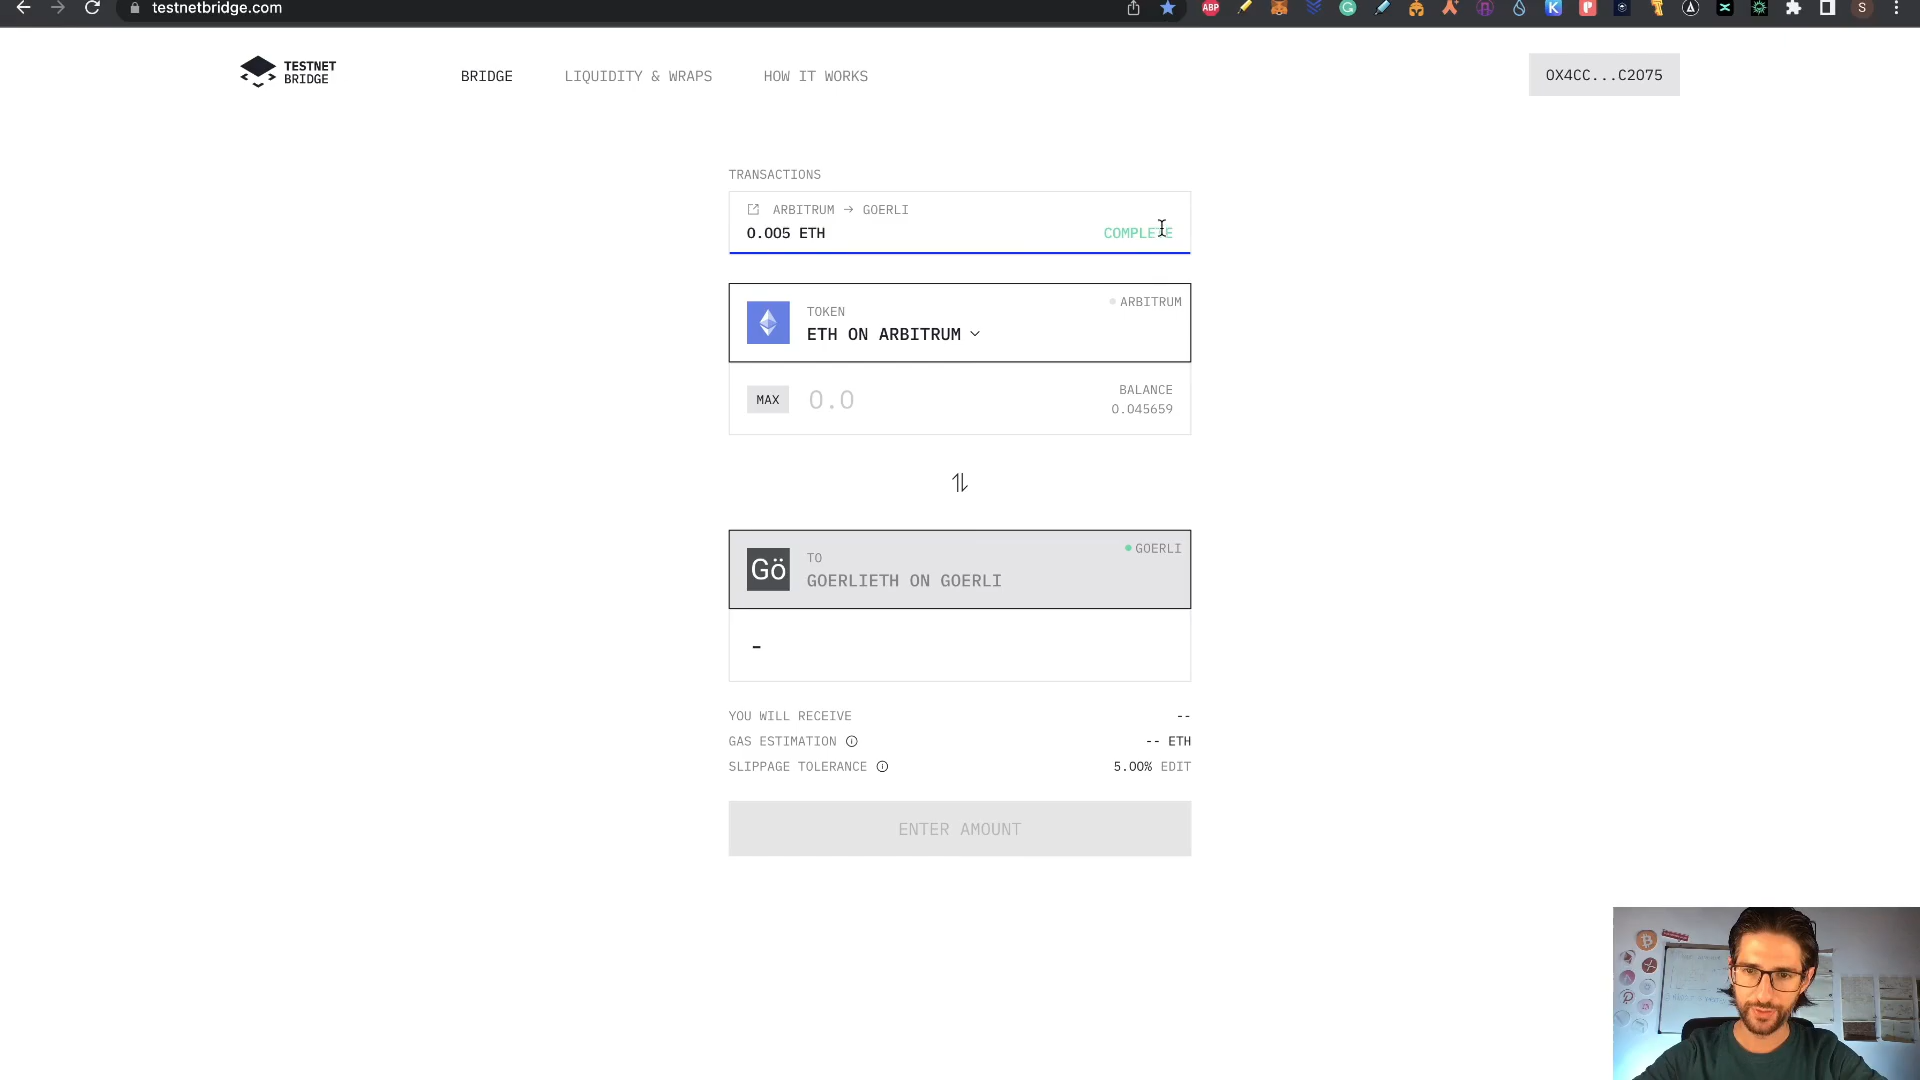 testnetbridge.com
ABP
K
S
TESTNET
BRIDGE
BRIDGE
LIQUIDITY & WRAPS
HOW IT WORKS
0X4CC...C2075
TRANSACTIONS
ARBITRUM → GOERLI
0.005 ETH
COMPLETE
ARBITRUM
TOKEN
ETH ON ARBITRUM
MAX
0.0
BALANCE
0.045659
GOERLI
Gö
TO
GOERLIETH ON GOERLI
-
YOU WILL RECEIVE
--
GAS ESTIMATION
-- ETH
SLIPPAGE TOLERANCE
5.00% EDIT
ENTER AMOUNT